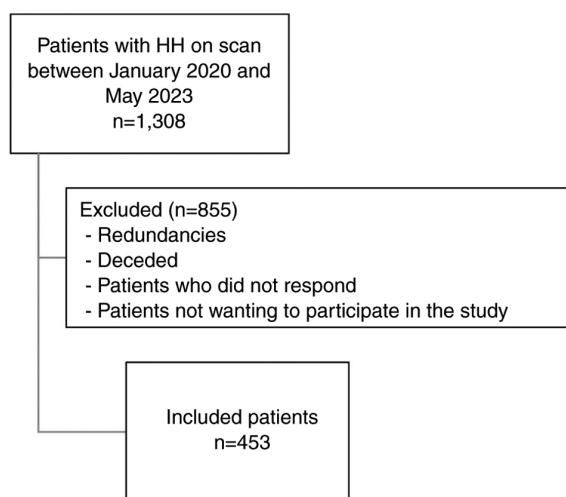 Patients with HH on scan
between January 2020 and
May 2023
n=1,308
Excluded (n=855)
- Redundancies
- Deceded
- Patients who did not respond
- Patients not wanting to participate in the study
Included patients
n=453